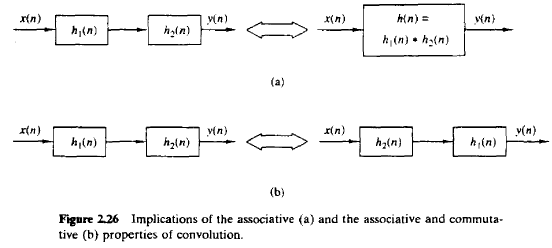 x(n) h₁(n) h₂(n) y(n) x(n) h(n) = y(n)
h₁(n) * h₂(n)
(a)
x(n) h₁(n) h₂(n) y(n) x(n) h₂(n) h₁(n) y(n)
(b)
Figure 2.26 Implications of the associative (a) and the associative and commuta-
tive (b) properties of convolution.